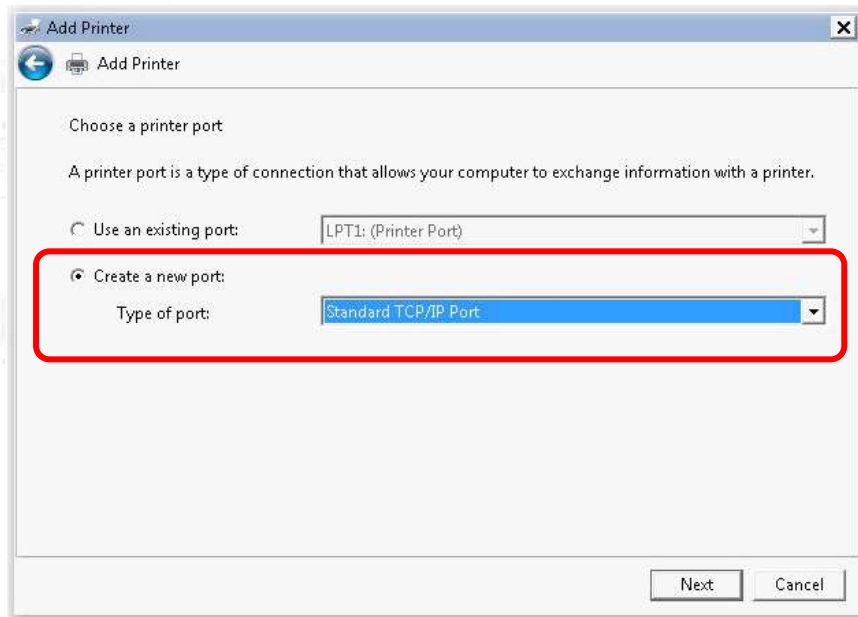 Add Printer
Add Printer
Choose a printer port
A printer port is a type of connection that allows your computer to exchange information with a printer.
Use an existing port: LPT1: (Printer Port)
Create a new port:
Type of port: Standard TCP/IP Port
Next Cancel